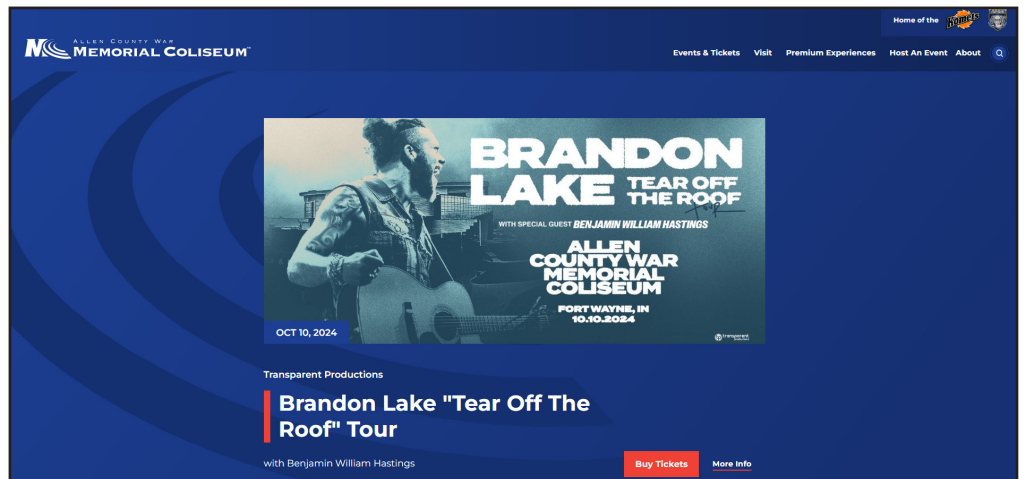 Home of the Komets
ALLEN COUNTY WAR
MEMORIAL COLISEUM
Events & Tickets Visit Premium Experiences Host An Event About
BRANDON
LAKE TEAR OFF
THE ROOF
TOUR
WITH SPECIAL GUEST BENJAMIN WILLIAM HASTINGS
ALLEN
COUNTY WAR
MEMORIAL
COLISEUM
FORT WAYNE, IN
10.10.2024
transparent
OCT 10, 2024
Transparent Productions
Brandon Lake "Tear Off The
Roof" Tour
with Benjamin William Hastings
Buy Tickets More Info